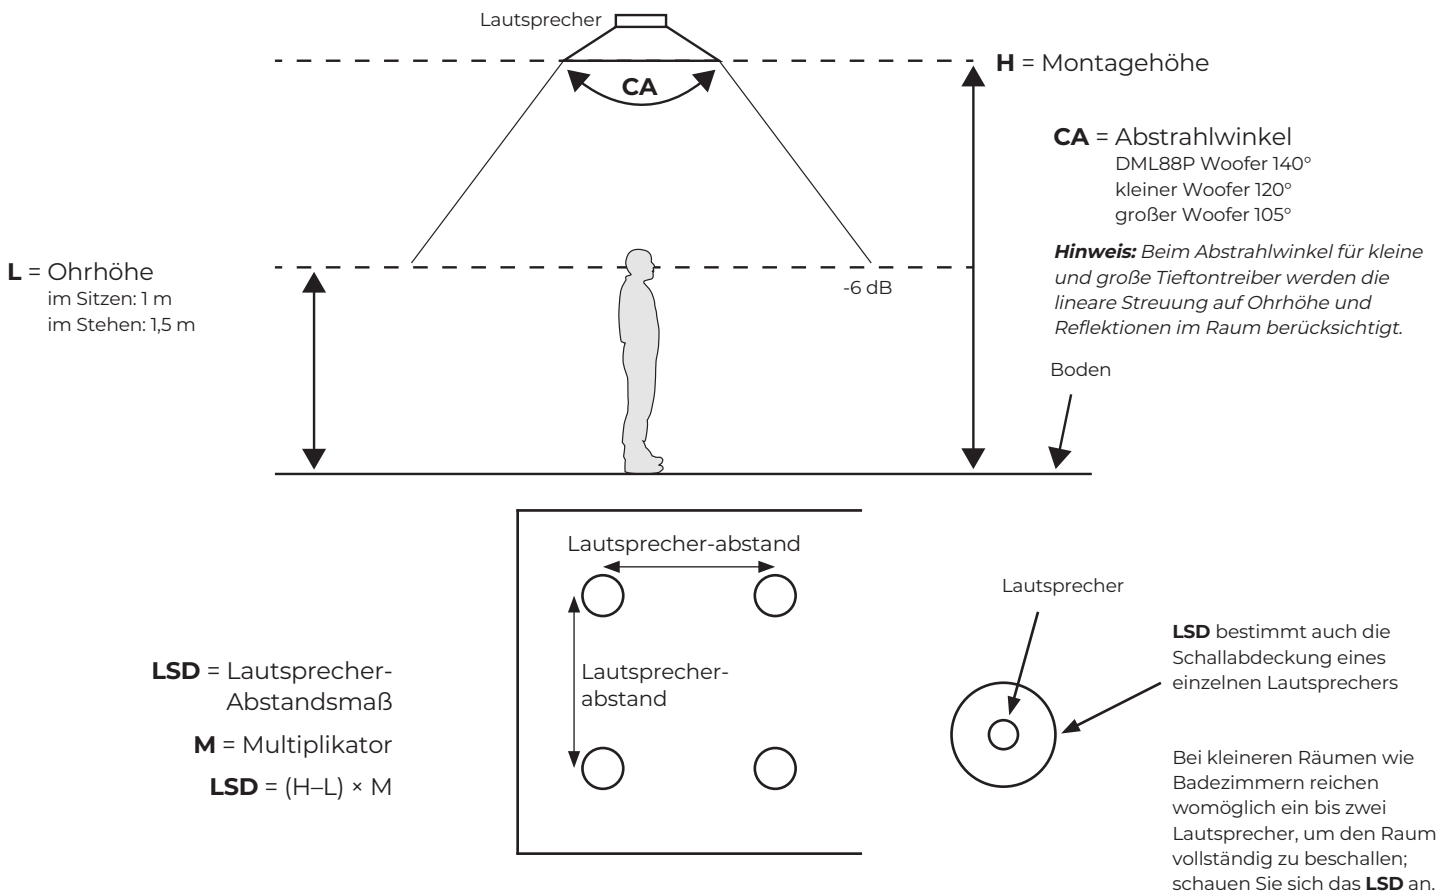 Lautsprecher
CA
H = Montagehöhe
CA = Abstrahlwinkel
DML88P Woofer 140°
kleiner Woofer 120°
großer Woofer 105°
Hinweis: Beim Abstrahlwinkel für kleine
und große Tieftontreiber werden die
lineare Streuung auf Ohrhöhe und
Reflektionen im Raum berücksichtigt.
L = Ohrhöhe
im Sitzen: 1 m
im Stehen: 1,5 m
-6 dB
Boden
Lautsprecher-abstand
Lautsprecher-
abstand
LSD = Lautsprecher-
Abstandsmaß
M = Multiplikator
LSD = (H–L) × M
Lautsprecher
LSD bestimmt auch die
Schallabdeckung eines
einzelnen Lautsprechers
Bei kleineren Räumen wie
Badezimmern reichen
womöglich ein bis zwei
Lautsprecher, um den Raum
vollständig zu beschallen;
schauen Sie sich das LSD an.